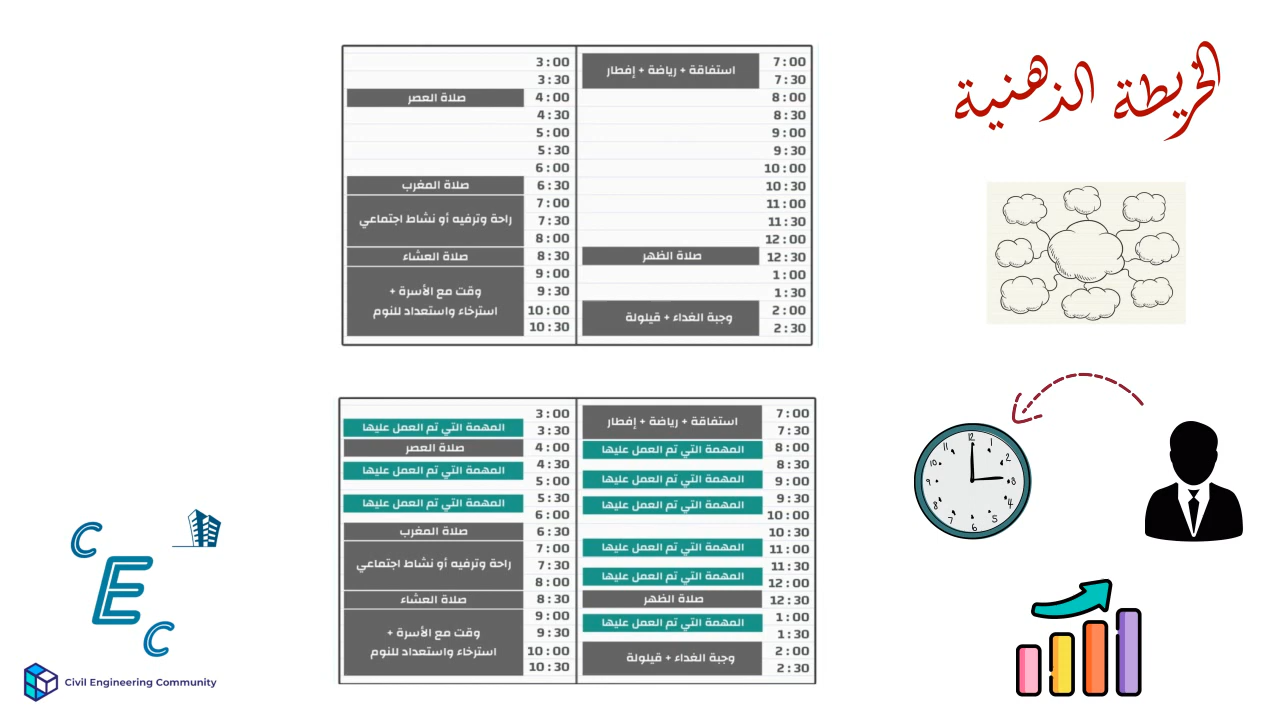 الخريطة الذهنية
استفاقة + رياضة + إفطار
7:00
7:30
8:00
8:30
9:00
9:30
10:00
10:30
11:00
11:30
12:00
صلاة الظهر 12:30
1:00
1:30
وجبة الغداء + قيلولة
2:00
2:30
3:00
3:30
صلاة العصر 4:00
4:30
5:00
5:30
6:00
صلاة المغرب 6:30
7:00
راحة وترفيه أو نشاط اجتماعي 7:30
8:00
صلاة العشاء 8:30
9:00
وقت مع الأسرة + 9:30
استرخاء واستعداد للنوم 10:00
10:30
7:00
استفاقة + رياضة + إفطار
7:30
المهمة التي تم العمل عليها 8:00
8:30
المهمة التي تم العمل عليها 9:00
9:30
المهمة التي تم العمل عليها
10:00
10:30
المهمة التي تم العمل عليها 11:00
11:30
المهمة التي تم العمل عليها
12:00
صلاة الظهر 12:30
1:00
المهمة التي تم العمل عليها
1:30
2:00
وجبة الغداء + قيلولة
2:30
3:00
المهمة التي تم العمل عليها 3:30
صلاة العصر 4:00
4:30
المهمة التي تم العمل عليها
5:00
5:30
المهمة التي تم العمل عليها
6:00
صلاة المغرب 6:30
7:00
راحة وترفيه أو نشاط اجتماعي 7:30
8:00
صلاة العشاء 8:30
9:00
وقت مع الأسرة + 9:30
استرخاء واستعداد للنوم 10:00
10:30
12
1
2
3
4
5
6
7
8
9
10
11
C
E
C
Civil Engineering Community